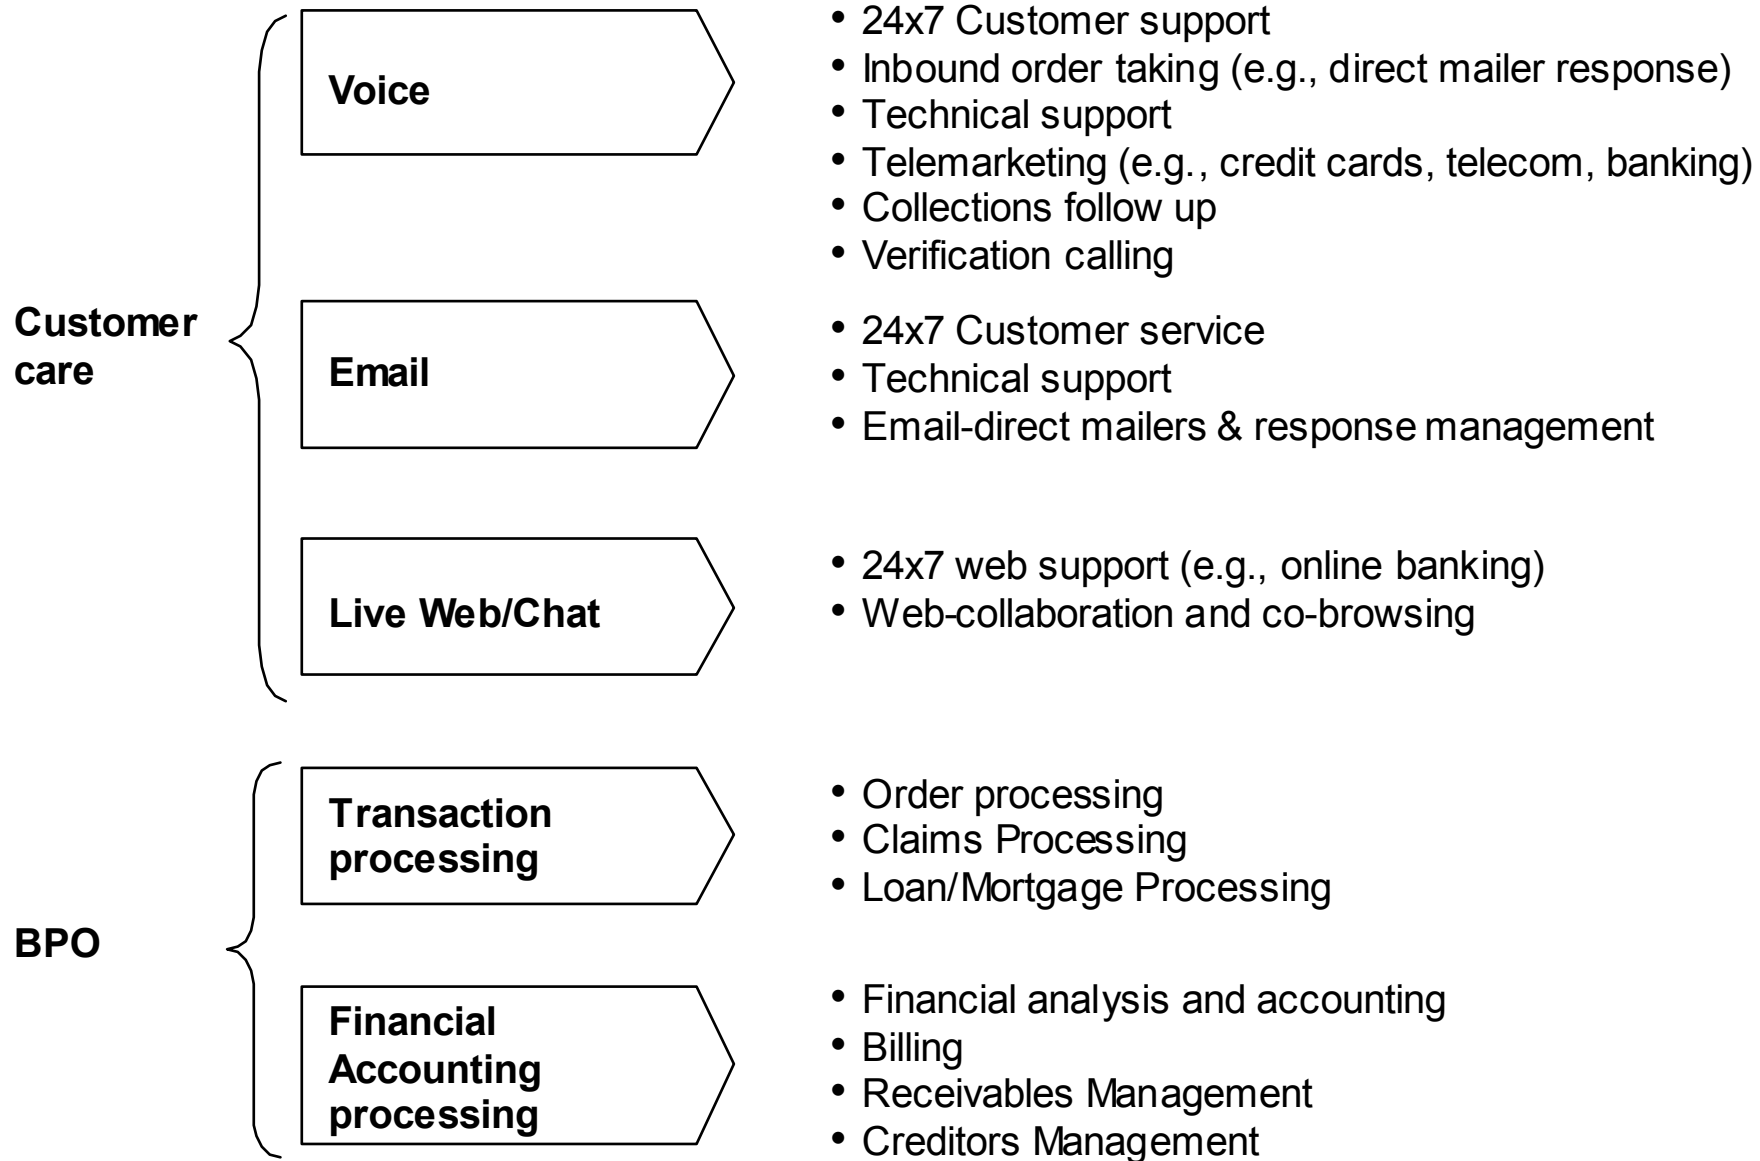 Customer
care
Voice
• 24x7 Customer support
• Inbound order taking (e.g., direct mailer response)
• Technical support
• Telemarketing (e.g., credit cards, telecom, banking)
• Collections follow up
• Verification calling
Email
• 24x7 Customer service
• Technical support
• Email-direct mailers & response management
Live Web/Chat
• 24x7 web support (e.g., online banking)
• Web-collaboration and co-browsing
BPO
Transaction
processing
• Order processing
• Claims Processing
• Loan/Mortgage Processing
Financial
Accounting
processing
• Financial analysis and accounting
• Billing
• Receivables Management
• Creditors Management